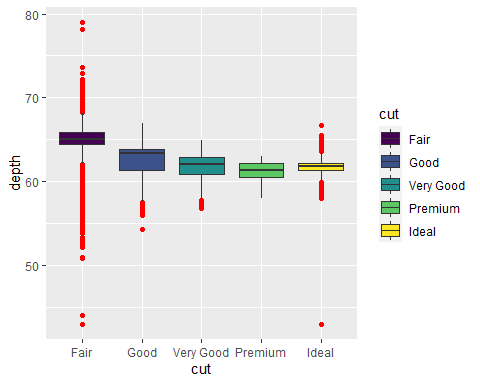 80
70
60
50
depth
Fair Good Very Good Premium Ideal
cut
cut
Fair
Good
Very Good
Premium
Ideal